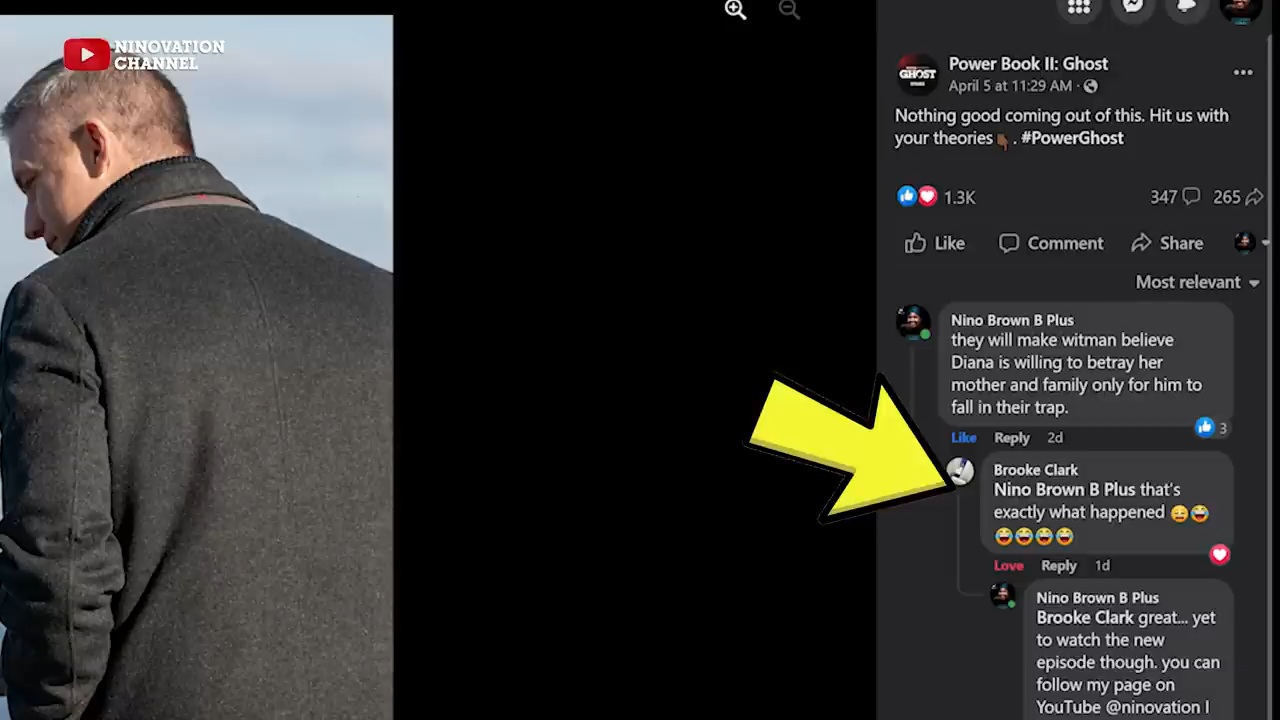 NINOVATION
CHANNEL
GHOST
Power Book II: Ghost
April 5 at 11:29 AM ·
Nothing good coming out of this. Hit us with
your theories 👇🏾. #PowerGhost
1.3K
347
265
Like
Comment
Share
Most relevant
Nino Brown B Plus
they will make witman believe
Diana is willing to betray her
mother and family only for him to
fall in their trap.
3
Like Reply 2d
Brooke Clark
Nino Brown B Plus that's
exactly what happened 😅😂
😂😂😂😂
Love Reply 1d
Nino Brown B Plus
Brooke Clark great... yet
to watch the new
episode though. you can
follow my page on
YouTube @ninovation I